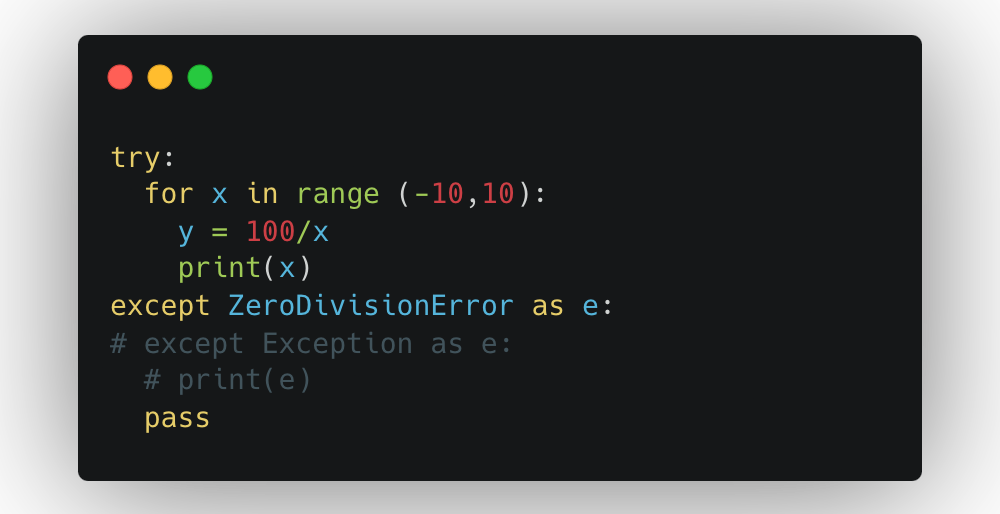 try:
  for x in range (-10,10):
    y = 100/x
    print(x)
except ZeroDivisionError as e:
# except Exception as e:
  # print(e)
  pass